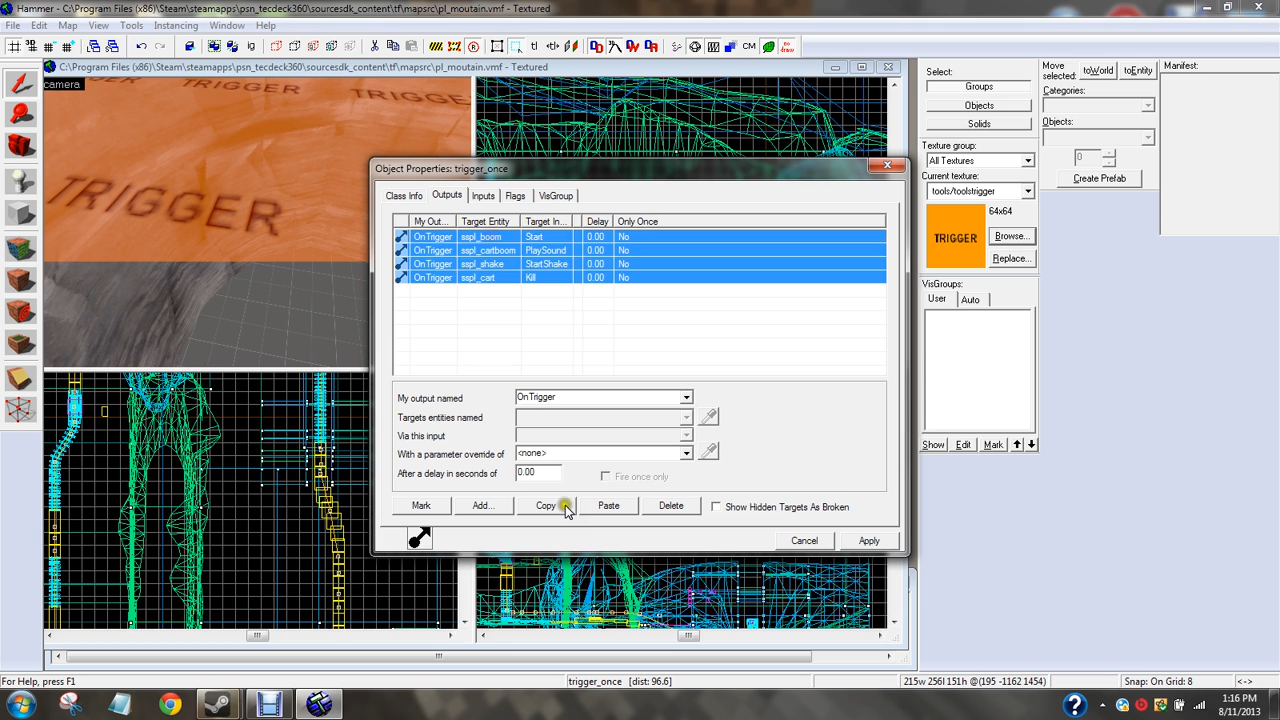 Hammer - C:\Program Files (x86)\Steam\steamapps\psn_tecdeck360\sourcesdk_content\tf\mapsrc\pl_moutain.vmf - Textured
File Edit Map View Tools Instancing Window Help
C:\Program Files (x86)\Steam\steamapps\psn_tecdeck360\sourcesdk_content\tf\mapsrc\pl_moutain.vmf - Textured
camera
TRIGGER
TRIGGER
TRIGGER
Object Properties: trigger_once
Class Info Outputs Inputs Flags VisGroup
My Out... Target Entity Target In... Delay Only Once
OnTrigger sspl_boom Start 0.00 No
OnTrigger sspl_cartboom PlaySound 0.00 No
OnTrigger sspl_shake StartShake 0.00 No
OnTrigger sspl_cart Kill 0.00 No
My output named OnTrigger
Targets entities named
Via this input
With a parameter override of <none>
After a delay in seconds of 0.00 Fire once only
Mark Add... Copy Paste Delete Show Hidden Targets As Broken
Cancel Apply
Select:
Groups
Objects
Solids
Texture group:
All Textures
Current texture:
tools/toolstrigger
64x64
TRIGGER
Browse...
Replace...
VisGroups:
User Auto
Show Edit Mark
Move selected: toWorld toEntity
Categories:
Objects:
0
Create Prefab
Manifest:
For Help, press F1 trigger_once [dist: 96.6] 215w 256l 151h @(195 -1162 1454) Snap: On Grid: 8 <->
1:16 PM
8/11/2013